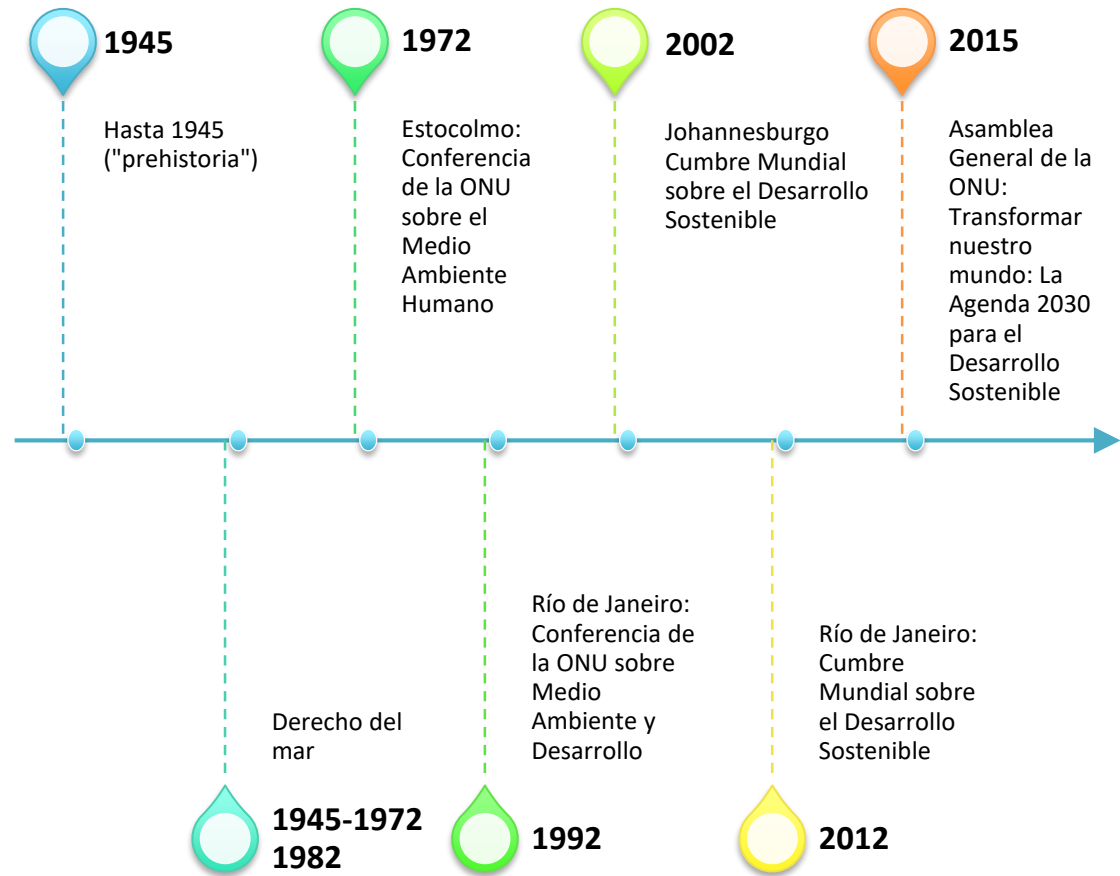 1945
Hasta 1945
("prehistoria")
1972
Estocolmo:
Conferencia
de la ONU
sobre el
Medio
Ambiente
Humano
2002
Johannesburgo
Cumbre Mundial
sobre el Desarrollo
Sostenible
2015
Asamblea
General de la
ONU:
Transformar
nuestro
mundo: La
Agenda 2030
para el
Desarrollo
Sostenible
Derecho del
mar
1945-1972
1982
Río de Janeiro:
Conferencia de
la ONU sobre
Medio
Ambiente y
Desarrollo
1992
Río de Janeiro:
Cumbre
Mundial sobre
el Desarrollo
Sostenible
2012